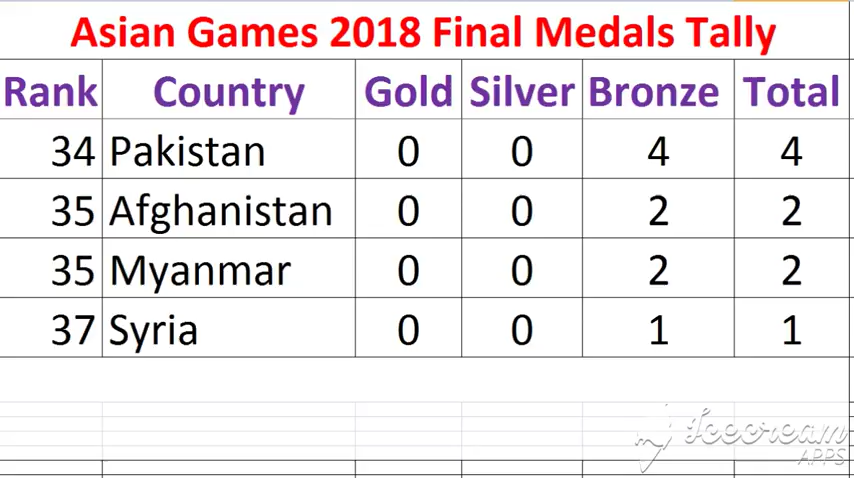 Asian Games 2018 Final Medals Tally
Rank Country Gold Silver Bronze Total
34 Pakistan 0 0 4 4
35 Afghanistan 0 0 2 2
35 Myanmar 0 0 2 2
37 Syria 0 0 1 1
Icecream
APPS